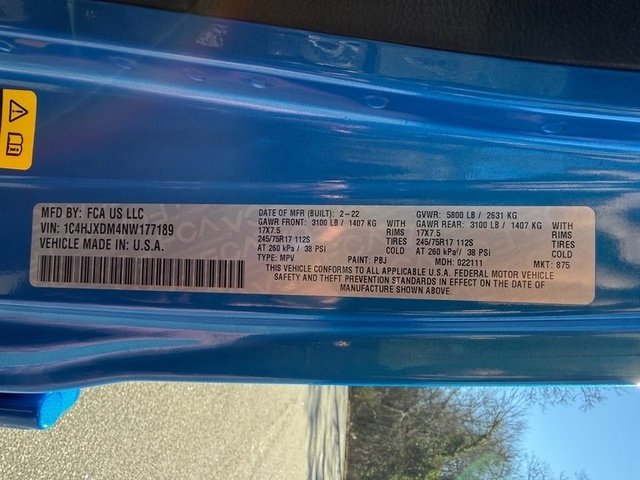 MFD BY: FCA US LLC
VIN: 1C4HJXDM4NW177189
VEHICLE MADE IN: U.S.A.
DATE OF MFR (BUILT): 2-22
GAWR FRONT: 3100 LB / 1407 KG WITH
17X7.5 RIMS
245/75R17 112S TIRES
AT 260 kPa / 38 PSI COLD
TYPE: MPV PAINT: PBJ
GVWR: 5800 LB / 2631 KG
GAWR REAR: 3100 LB / 1407 KG WITH
17X7.5 RIMS
245/75R17 112S TIRES
AT 260 kPa / 38 PSI COLD
MDH: 022111 MKT: 875
THIS VEHICLE CONFORMS TO ALL APPLICABLE U.S.A. FEDERAL MOTOR VEHICLE
SAFETY AND THEFT PREVENTION STANDARDS IN EFFECT ON THE DATE OF
MANUFACTURE SHOWN ABOVE.